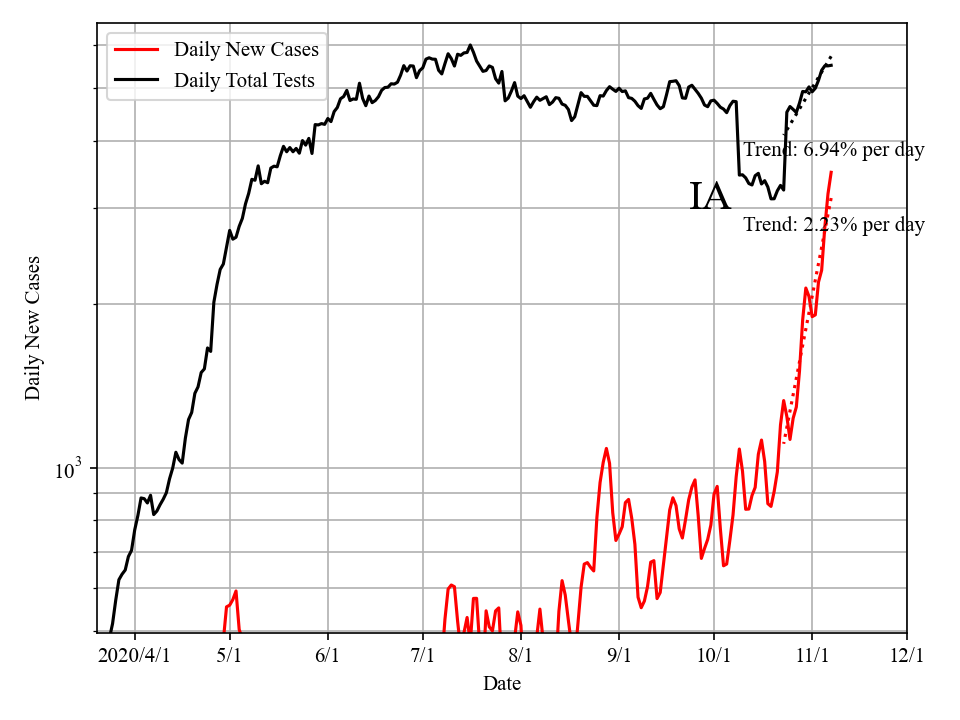 Daily New Cases
Daily Total Tests
Trend: 6.94% per day
IA
Trend: 2.23% per day
Daily New Cases
10³
2020/4/1 5/1 6/1 7/1 8/1 9/1 10/1 11/1 12/1
Date